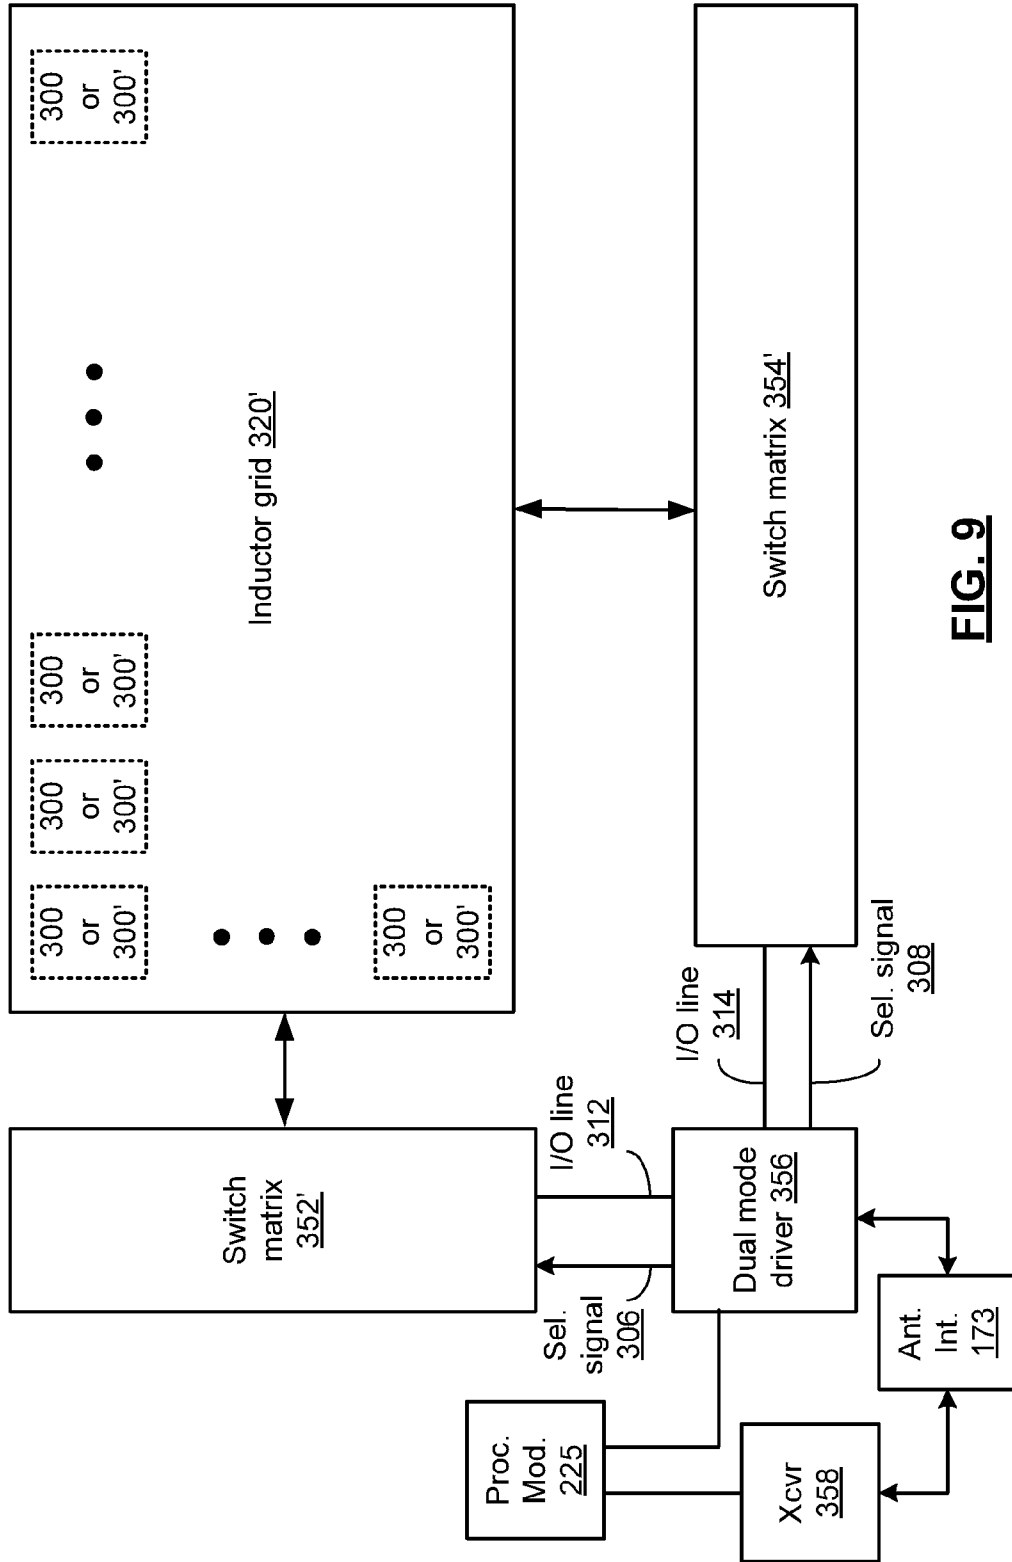 Switch
matrix
352'
300
or
300'
300
or
300'
300
or
300'
300
or
300'
Inductor grid 320'
300
or
300'
Proc.
Mod.
225
Sel.
signal
306
I/O line
312
Xcvr
358
Dual mode
driver 356
Ant.
Int.
173
I/O line
314
Sel. signal
308
Switch matrix 354'
FIG. 9